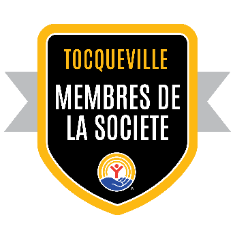 TOCQUEVILLE
MEMBRES DE
LA SOCIETE
®